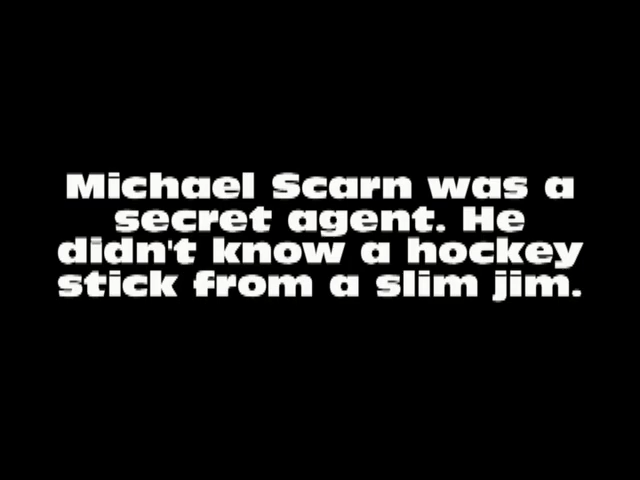 Michael Scarn was a
secret agent. He
didn't know a hockey
stick from a slim jim.